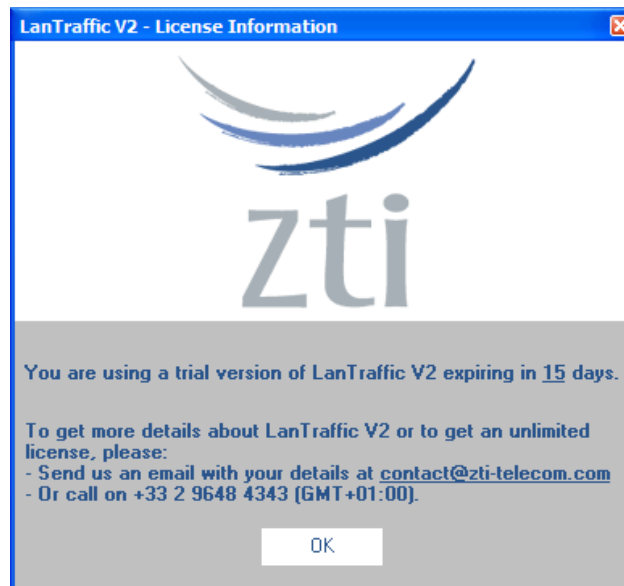 LanTraffic V2 - License Information
zti
You are using a trial version of LanTraffic V2 expiring in 15 days.
To get more details about LanTraffic V2 or to get an unlimited
license, please:
- Send us an email with your details at contact@zti-telecom.com
- Or call on +33 2 9648 4343 (GMT+01:00).
OK